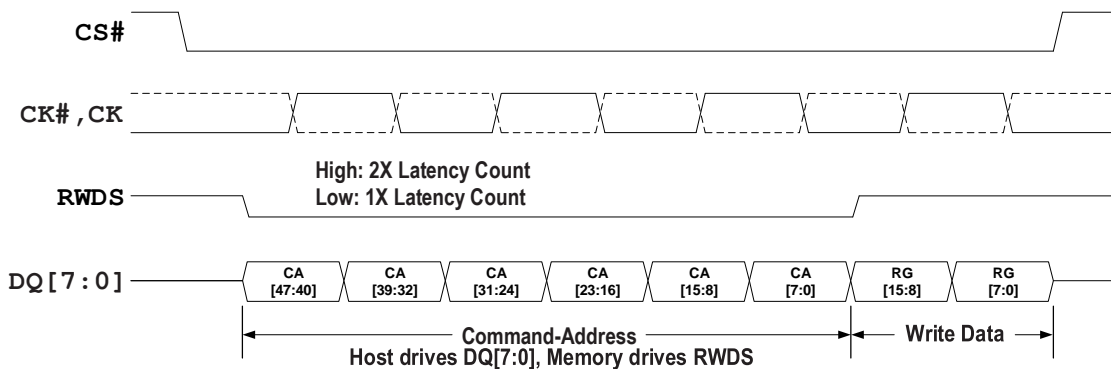 CS#
CK#,CK
High: 2X Latency Count
RWDS
Low: 1X Latency Count
DQ[7:0]
CA CA CA CA CA CA RG RG
[47:40] [39:32] [31:24] [23:16] [15:8] [7:0] [15:8] [7:0]
Command-Address Write Data
Host drives DQ[7:0], Memory drives RWDS